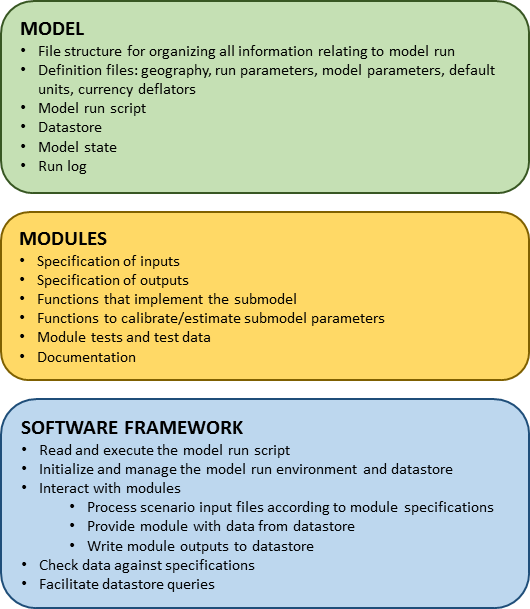 MODEL
• File structure for organizing all information relating to model run
• Definition files: geography, run parameters, model parameters, default
units, currency deflators
• Model run script
• Datastore
• Model state
• Run log
MODULES
• Specification of inputs
• Specification of outputs
• Functions that implement the submodel
• Functions to calibrate/estimate submodel parameters
• Module tests and test data
• Documentation
SOFTWARE FRAMEWORK
• Read and execute the model run script
• Initialize and manage the model run environment and datastore
• Interact with modules
• Process scenario input files according to module specifications
• Provide module with data from datastore
• Write module outputs to datastore
• Check data against specifications
• Facilitate datastore queries